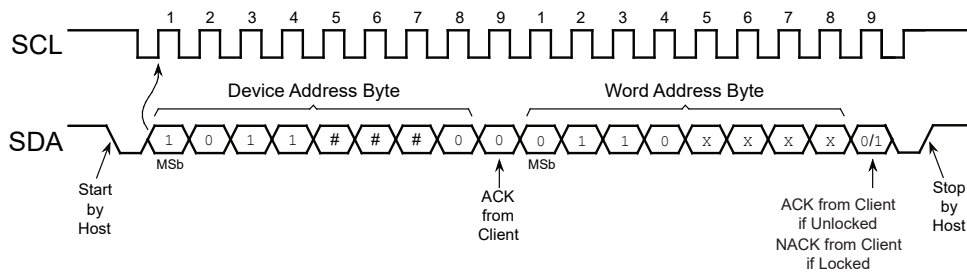 1 2 3 4 5 6 7 8 9 1 2 3 4 5 6 7 8 9
SCL
Device Address Byte Word Address Byte
SDA 1 0 1 1 # # # 0 0 0 1 1 0 x x x x 0/1
MSb MSb
Start
by
Host
ACK
from
Client
ACK from Client
if Unlocked
NACK from Client
if Locked
Stop
by
Host